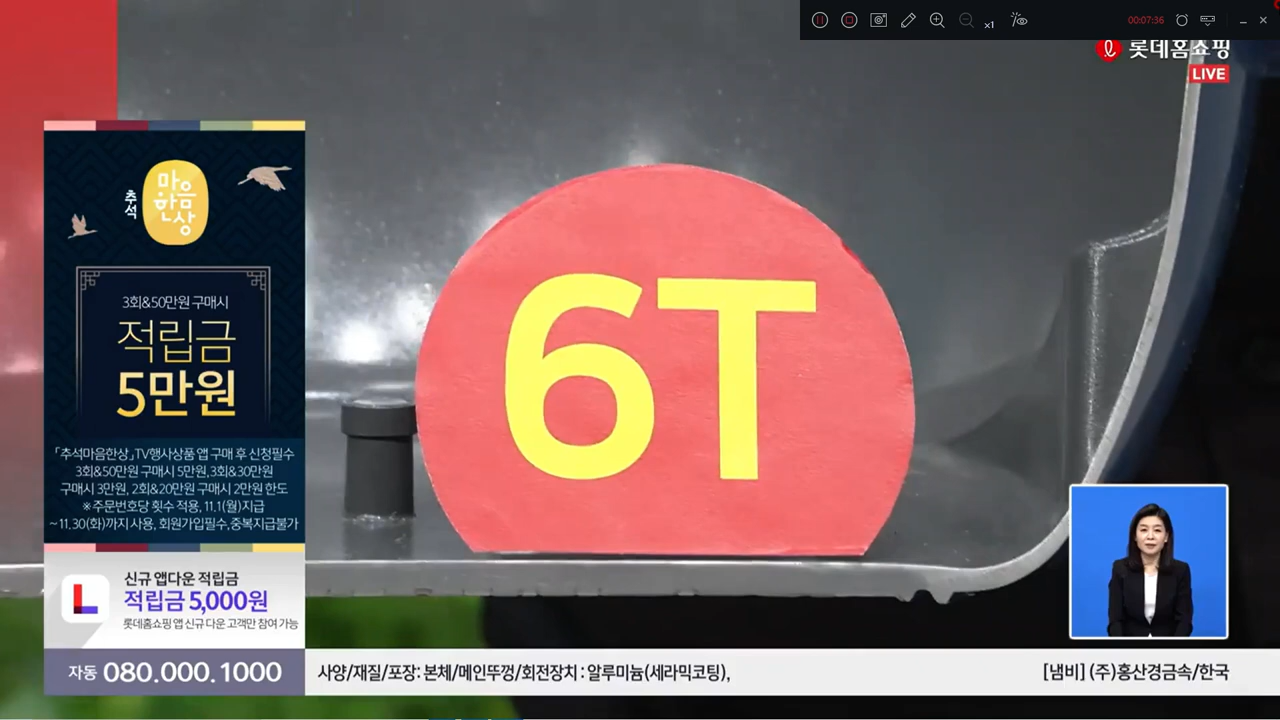 x1
00:07:36
롯데홈쇼핑
LIVE
추석
마음
한
상
3회&50만원 구매시
적립금
5만원
「추석마음한상」TV행사상품 앱 구매 후 신청필수
3회&50만원 구매시 5만원, 3회&30만원
구매시 3만원, 2회&20만원 구매시 2만원 한도
※주문번호당 횟수 적용, 11.1(월)지급
~11.30(화)까지 사용, 회원가입필수,중복지급불가
6T
L
신규 앱다운 적립금
적립금 5,000원
롯데홈쇼핑 앱 신규 다운 고객만 참여 가능
자동 080.000.1000
사양/재질/포장: 본체/메인뚜껑/회전장치 : 알루미늄(세라믹코팅),
[냄비] (주)홍산경금속/한국